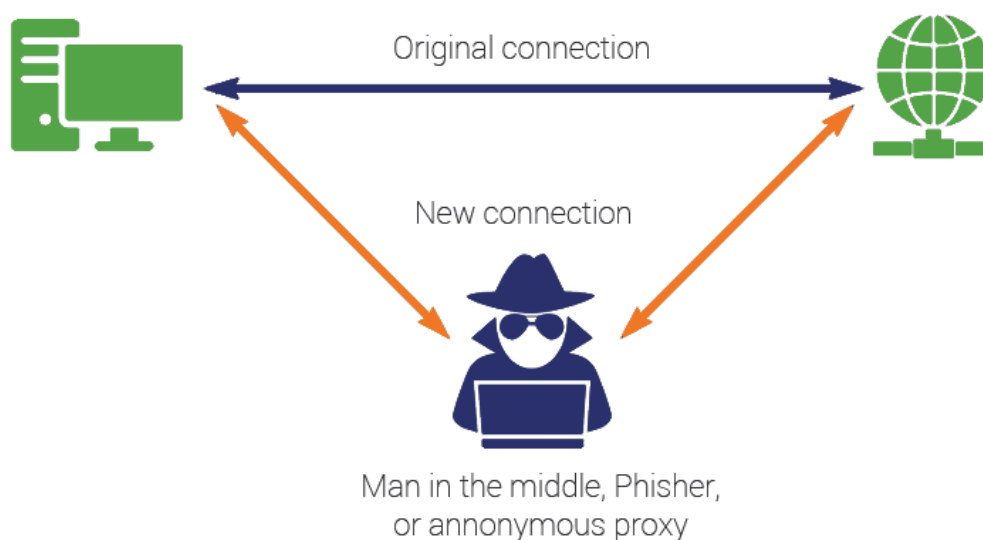 Original connection
New connection
Man in the middle, Phisher,
or annonymous proxy